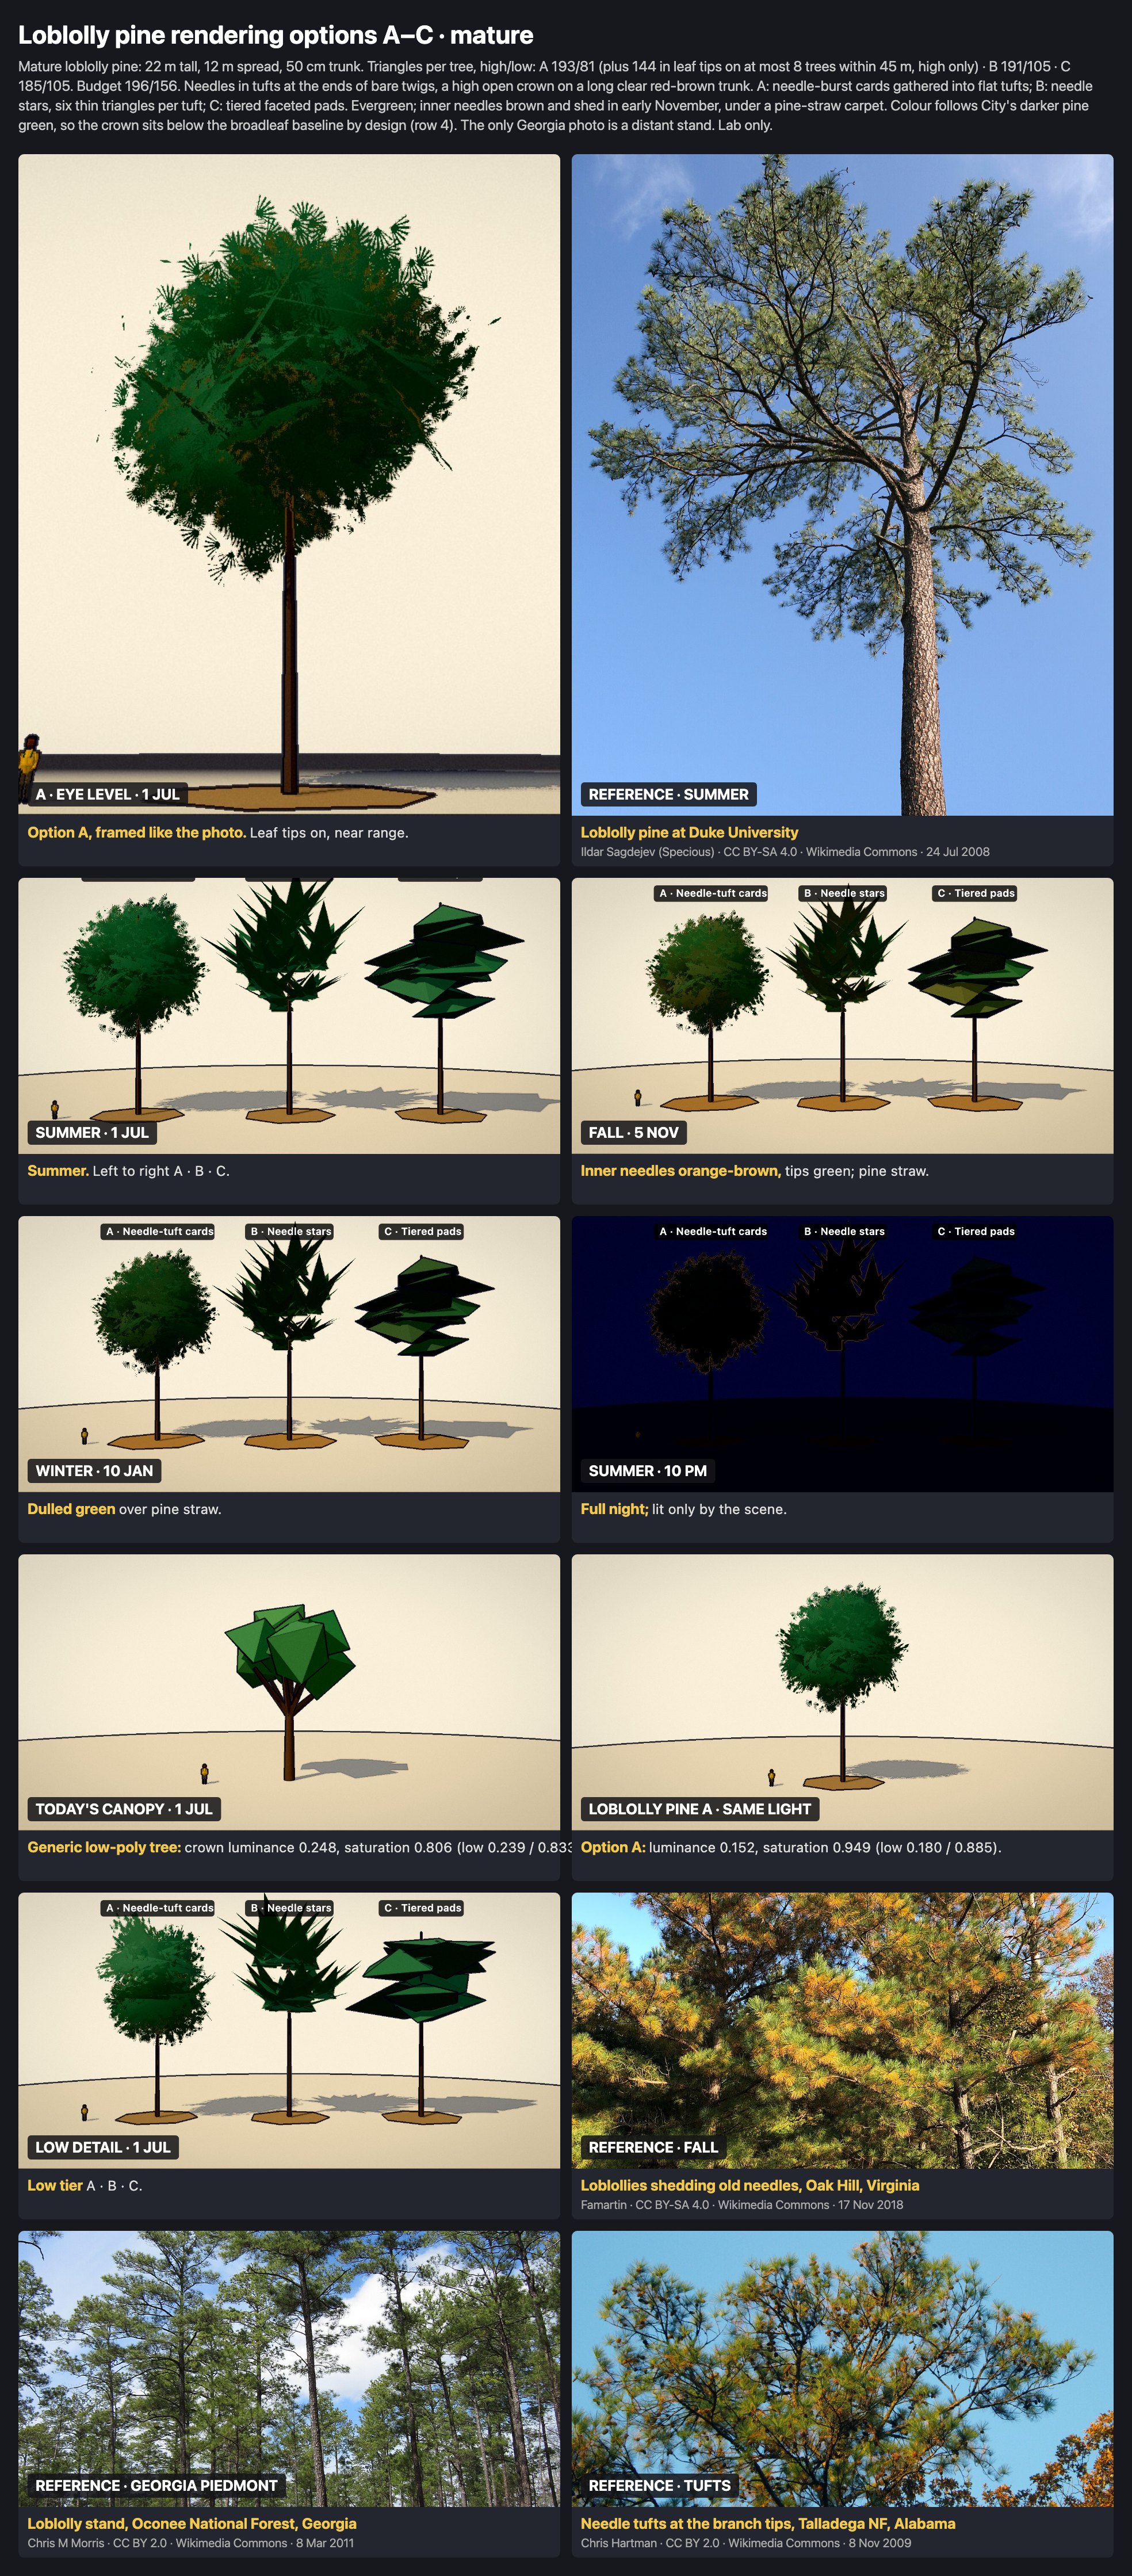 Loblolly pine rendering options A–C · mature
Mature loblolly pine: 22 m tall, 12 m spread, 50 cm trunk. Triangles per tree, high/low: A 193/81 (plus 144 in leaf tips on at most 8 trees within 45 m, high only) · B 191/105 · C
185/105. Budget 196/156. Needles in tufts at the ends of bare twigs, a high open crown on a long clear red-brown trunk. A: needle-burst cards gathered into flat tufts; B: needle
stars, six thin triangles per tuft; C: tiered faceted pads. Evergreen; inner needles brown and shed in early November, under a pine-straw carpet. Colour follows City's darker pine
green, so the crown sits below the broadleaf baseline by design (row 4). The only Georgia photo is a distant stand. Lab only.
A · EYE LEVEL · 1 JUL
Option A, framed like the photo. Leaf tips on, near range.
REFERENCE · SUMMER
Loblolly pine at Duke University
Ildar Sagdejev (Specious) · CC BY-SA 4.0 · Wikimedia Commons · 24 Jul 2008
SUMMER · 1 JUL
Summer. Left to right A · B · C.
A · Needle-tuft cards
B · Needle stars
C · Tiered pads
FALL · 5 NOV
Inner needles orange-brown, tips green; pine straw.
A · Needle-tuft cards
B · Needle stars
C · Tiered pads
WINTER · 10 JAN
Dulled green over pine straw.
A · Needle-tuft cards
B · Needle stars
C · Tiered pads
SUMMER · 10 PM
Full night; lit only by the scene.
TODAY'S CANOPY · 1 JUL
Generic low-poly tree: crown luminance 0.248, saturation 0.806 (low 0.239 / 0.833
LOBLOLLY PINE A · SAME LIGHT
Option A: luminance 0.152, saturation 0.949 (low 0.180 / 0.885).
A · Needle-tuft cards
B · Needle stars
C · Tiered pads
LOW DETAIL · 1 JUL
Low tier A · B · C.
REFERENCE · FALL
Loblollies shedding old needles, Oak Hill, Virginia
Famartin · CC BY-SA 4.0 · Wikimedia Commons · 17 Nov 2018
REFERENCE · GEORGIA PIEDMONT
Loblolly stand, Oconee National Forest, Georgia
Chris M Morris · CC BY 2.0 · Wikimedia Commons · 8 Mar 2011
REFERENCE · TUFTS
Needle tufts at the branch tips, Talladega NF, Alabama
Chris Hartman · CC BY 2.0 · Wikimedia Commons · 8 Nov 2009